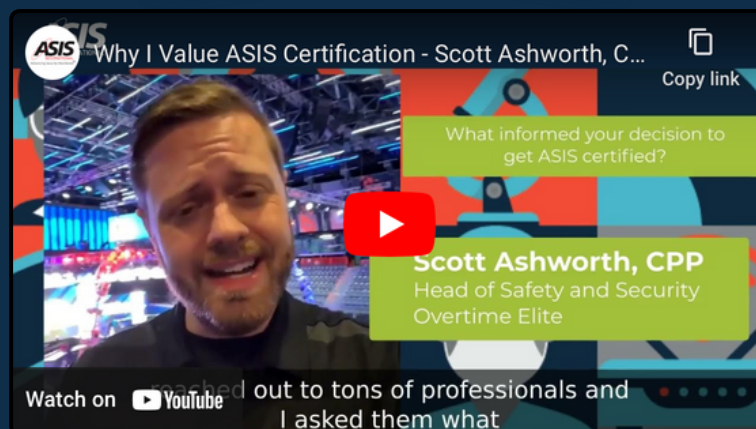 ASIS
Why I Value ASIS Certification - Scott Ashworth, C...
Copy link
What informed your decision to
get ASIS certified?
Scott Ashworth, CPP
Head of Safety and Security
Overtime Elite
reached out to tons of professionals and
I asked them what
Watch on YouTube